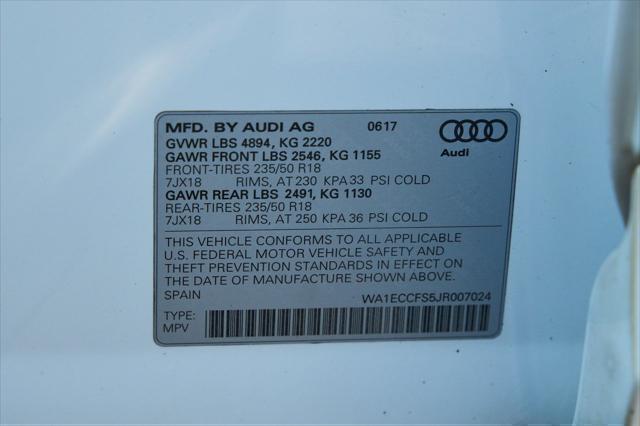 MFD. BY AUDI AG 0617
GVWR LBS 4894, KG 2220
GAWR FRONT LBS 2546, KG 1155
FRONT-TIRES 235/50 R18
7JX18 RIMS, AT 230 KPA 33 PSI COLD
GAWR REAR LBS 2491, KG 1130
REAR-TIRES 235/50 R18
7JX18 RIMS, AT 250 KPA 36 PSI COLD
Audi
THIS VEHICLE CONFORMS TO ALL APPLICABLE
U.S. FEDERAL MOTOR VEHICLE SAFETY AND
THEFT PREVENTION STANDARDS IN EFFECT ON
THE DATE OF MANUFACTURE SHOWN ABOVE.
SPAIN WA1ECCFS5JR007024
TYPE:
MPV